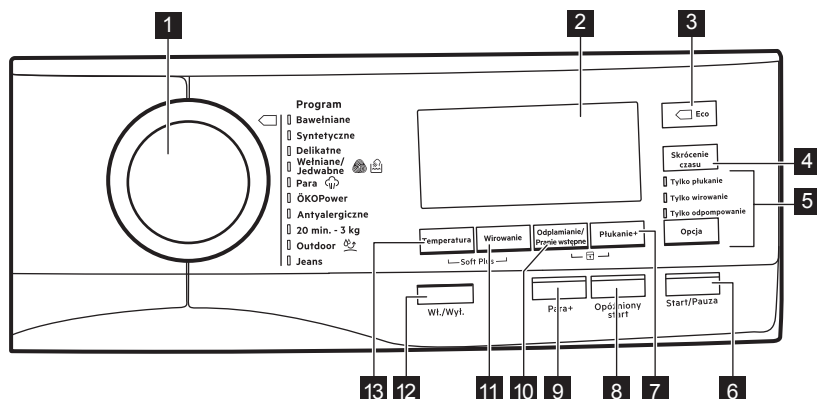 1
2
3
Program
Bawełniane
Syntetyczne
Delikatne
Wełniane/
Jedwabne
Para
ÖKOPower
Antyalergiczne
20 min. - 3 kg
Outdoor
Jeans
Eco
Skrócenie
czasu
4
Tylko płukanie
Tylko wirowanie
Tylko odpompowanie
5
Opcja
Temperatura
Wirowanie
Odplamianie/
Pranie wstępne
Płukanie+
Soft Plus
Wł./Wył.
Para+
Opóźniony
start
Start/Pauza
13
12
11
10
9
8
7
6